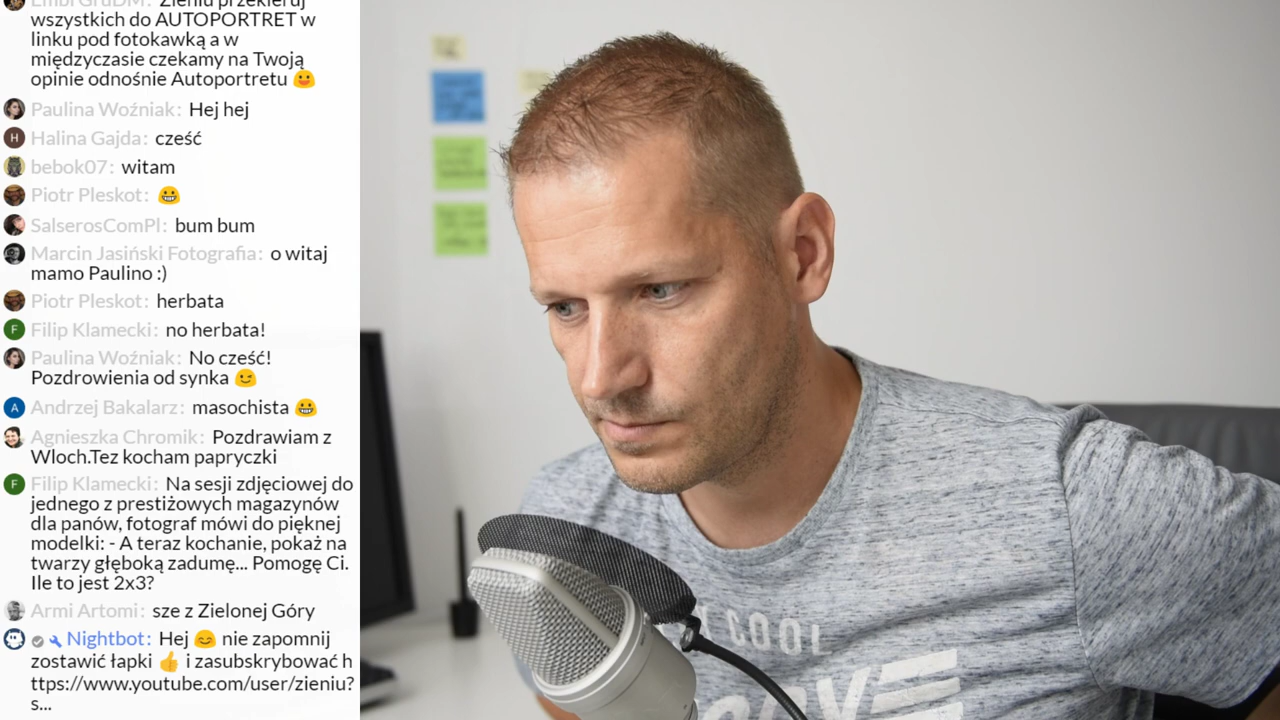 Embi GruDM: Zieniu przekieruj
wszystkich do AUTOPORTRET w
linku pod fotokawką a w
międzyczasie czekamy na Twoją
opinie odnośnie Autoportretu 😃
Paulina Woźniak: Hej hej
H Halina Gajda: cześć
bebok07: witam
Piotr Pleskot: 😀
SalserosComPl: bum bum
Marcin Jasiński Fotografia: o witaj
mamo Paulino :)
Piotr Pleskot: herbata
F Filip Klamecki: no herbata!
Paulina Woźniak: No cześć!
Pozdrowienia od synka 😉
A Andrzej Bakalarz: masochista 😀
Agnieszka Chromik: Pozdrawiam z
Wloch.Tez kocham papryczki
F Filip Klamecki: Na sesji zdjęciowej do
jednego z prestiżowych magazynów
dla panów, fotograf mówi do pięknej
modelki: - A teraz kochanie, pokaż na
twarzy głęboką zadumę... Pomogę Ci.
Ile to jest 2x3?
Armi Artomi: sze z Zielonej Góry
Nightbot: Hej 😊 nie zapomnij
zostawić łapki 👍 i zasubskrybować h
ttps://www.youtube.com/user/zieniu?
s...
COOL